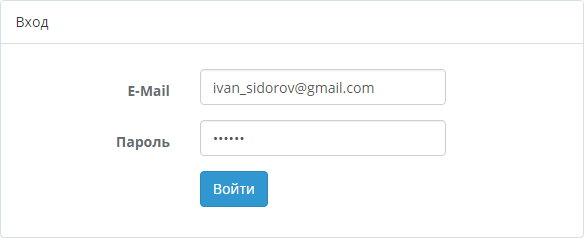 Вход
E-Mail
ivan_sidorov@gmail.com
Пароль
••••••
Войти